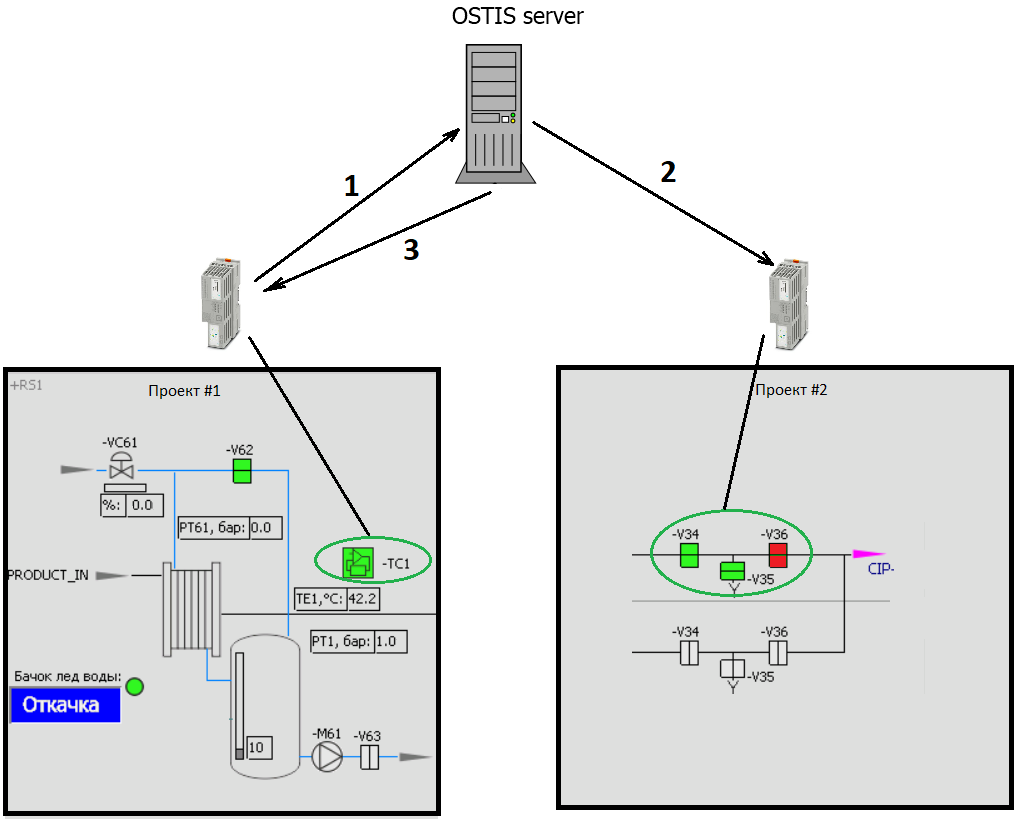 OSTIS server
1
2
3
+RS1
Проект #1
-VC61
-V62
%: 0.0
PT61, бар: 0.0
PRODUCT_IN
-TC1
TE1,°C: 42.2
PT1, бар: 1.0
Бачок лед воды:
Откачка
10
-M61
-V63
Проект #2
-V34
-V36
-V35
CIP-
-V34
-V36
-V35